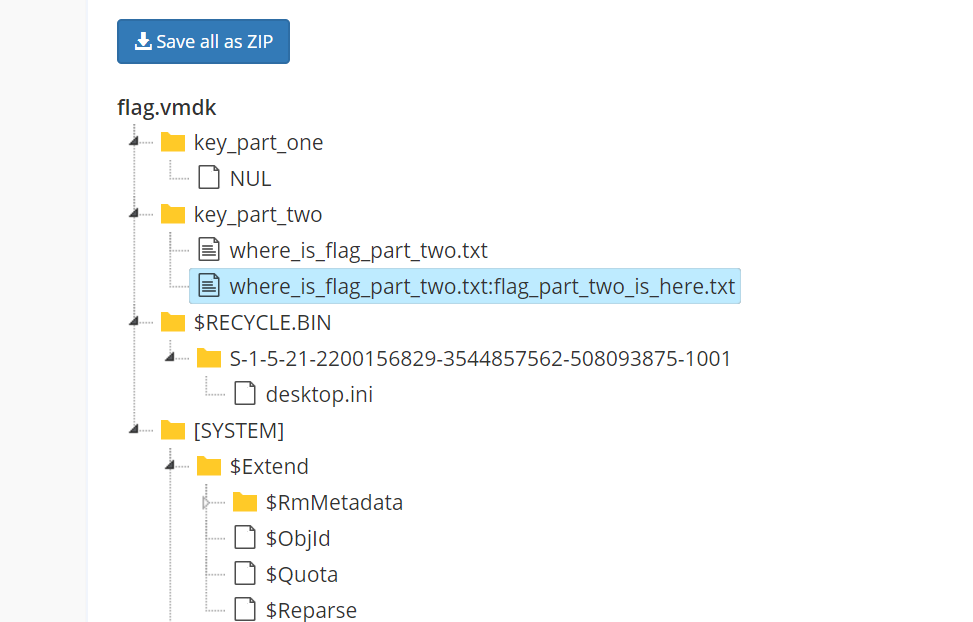 Save all as ZIP
flag.vmdk
key_part_one
NUL
key_part_two
where_is_flag_part_two.txt
where_is_flag_part_two.txt:flag_part_two_is_here.txt
$RECYCLE.BIN
S-1-5-21-2200156829-3544857562-508093875-1001
desktop.ini
[SYSTEM]
$Extend
$RmMetadata
$ObjId
$Quota
$Reparse